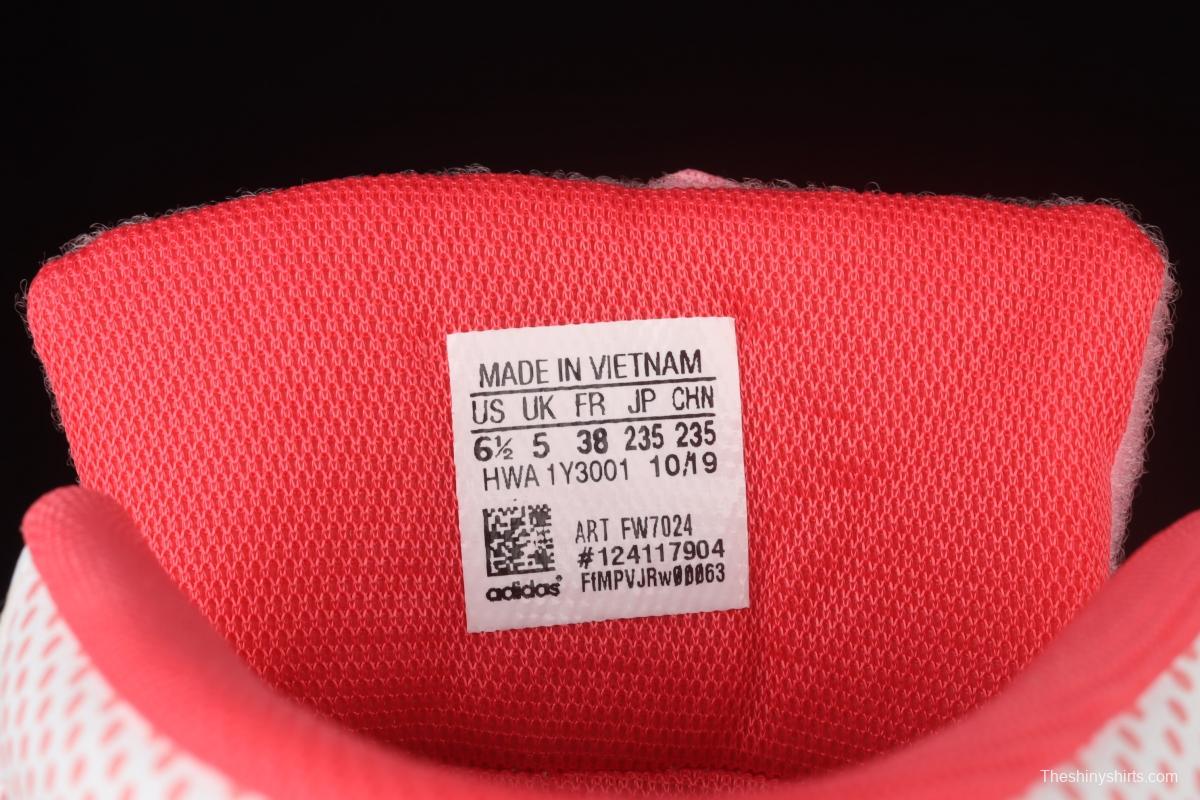 MADE IN VIETNAM
US UK FR JP CHN
6½ 5 38 235 235
HWA 1Y3001 10/19
ART FW7024
#124117904
FfMPVJRw00063
adidas
Theshinyshirts.com